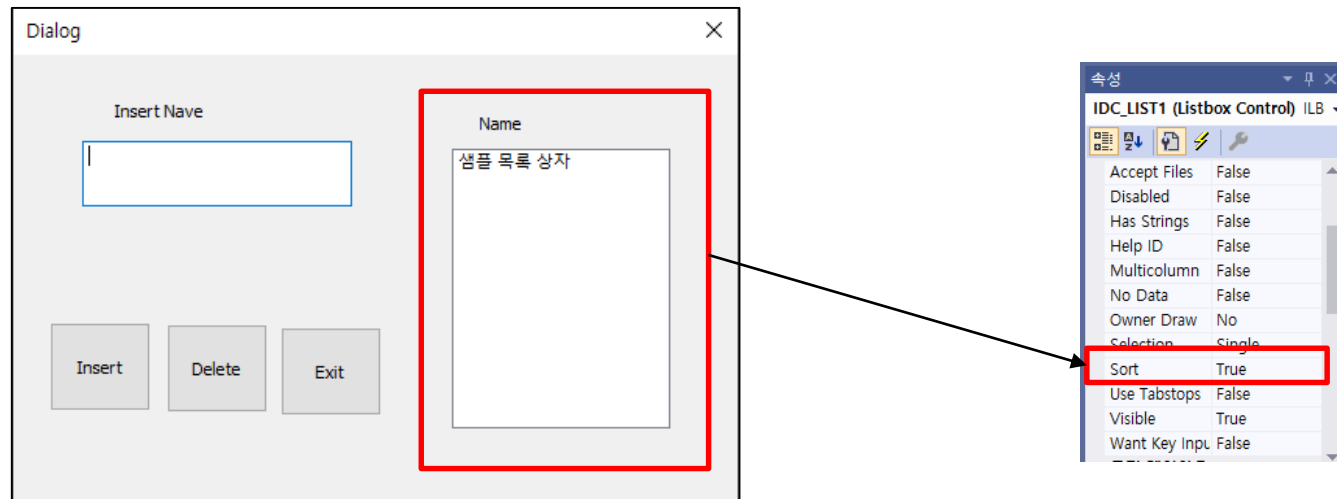 Dialog
Insert Nave
Name
샘플 목록 상자
Insert
Delete
Exit
속성
IDC_LIST1 (Listbox Control) ILB
Accept Files False
Disabled False
Has Strings False
Help ID False
Multicolumn False
No Data False
Owner Draw No
Selection Single
Sort True
Use Tabstops False
Visible True
Want Key Inpu False